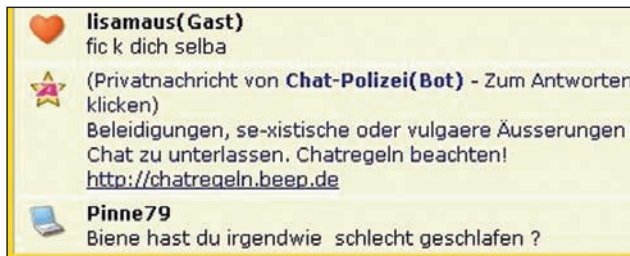 lisamaus(Gast)
fic k dich selba
(Privatnachricht von Chat-Polizei(Bot) - Zum Antworten
klicken)
Beleidigungen, se-xistische oder vulgaere Äusserungen
Chat zu unterlassen. Chatregeln beachten!
http://chatregeln.beep.de
Pinne79
Biene hast du irgendwie  schlecht geschlafen ?